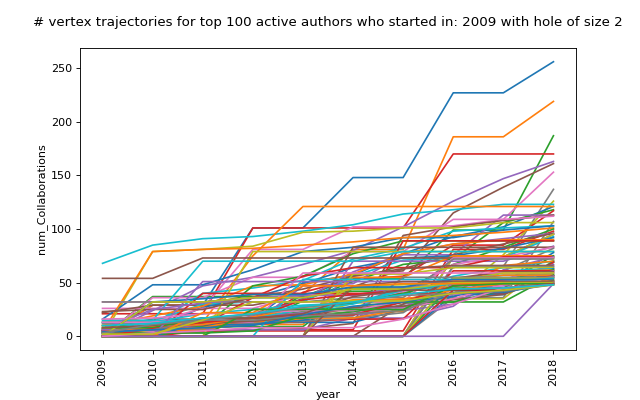 # vertex trajectories for top 100 active authors who started in: 2009 with hole of size 2
250
200
150
100
50
0
num_Collaborations
2009 2010 2011 2012 2013 2014 2015 2016 2017 2018
year